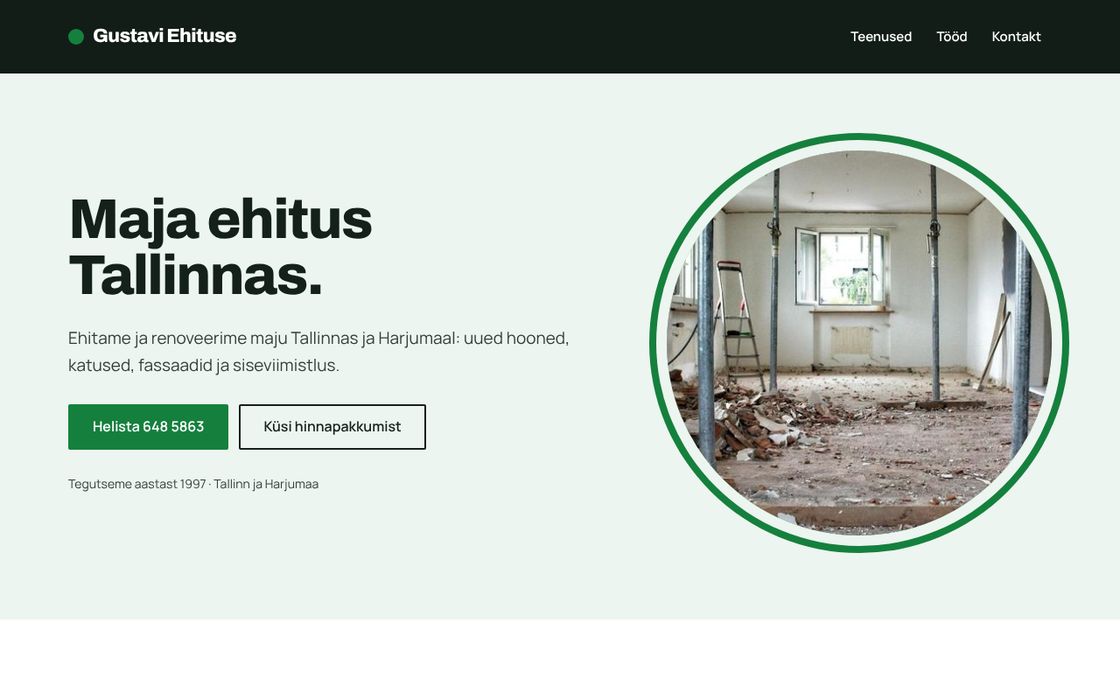 Gustavi Ehituse
Teenused Tööd Kontakt
Maja ehitus
Tallinnas.
Ehitame ja renoveerime maju Tallinnas ja Harjumaal: uued hooned,
katused, fassaadid ja siseviimistlus.
Helista 648 5863 Küsi hinnapakkumist
Tegutseme aastast 1997 · Tallinn ja Harjumaa